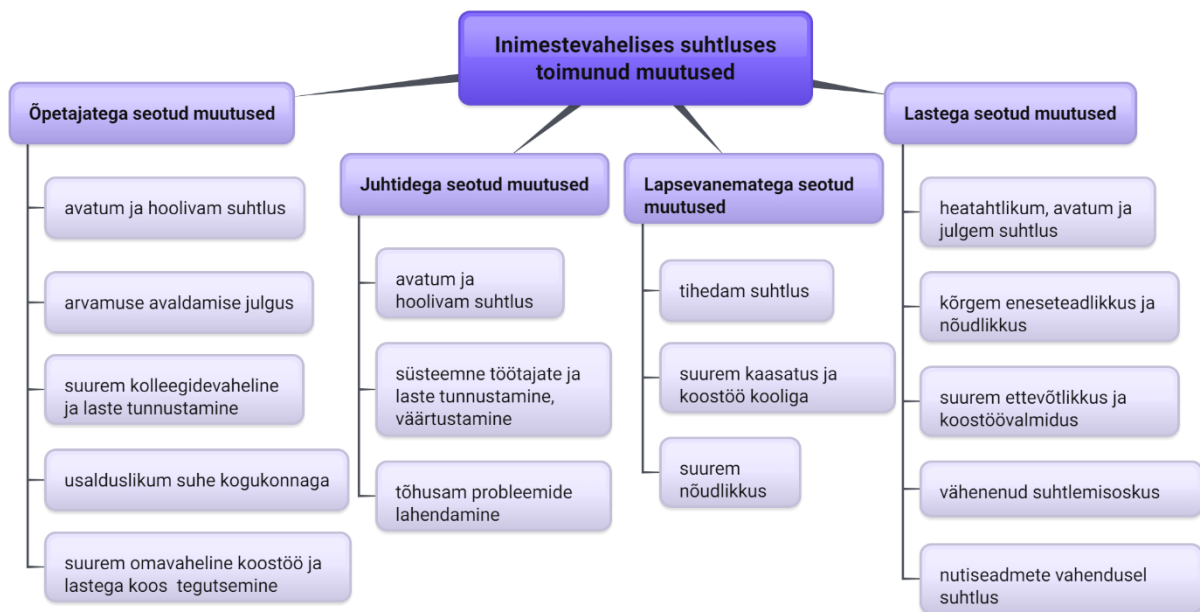 Inimestevahelises suhtluses
toimunud muutused
Õpetajatega seotud muutused
avatum ja hoolivam suhtlus
arvamuse avaldamise julgus
suurem kolleegidevaheline
ja laste tunnustamine
usalduslikum suhe kogukonnaga
suurem omavaheline koostöö ja
lastega koos tegutsemine
Juhtidega seotud muutused
avatum ja
hoolivam suhtlus
süsteemne töötajate ja
laste tunnustamine,
väärtustamine
tõhusam probleemide
lahendamine
Lapsevanematega seotud
muutused
tihedam suhtlus
suurem kaasatus ja
koostöö kooliga
suurem
nõudlikkus
Lastega seotud muutused
heatahtlikum, avatum ja
julgem suhtlus
kõrgem eneseteadlikkus ja
nõudlikkus
suurem ettevõtlikkus ja
koostöövalmidus
vähenenud suhtlemisoskus
nutiseadmete vahendusel
suhtlus